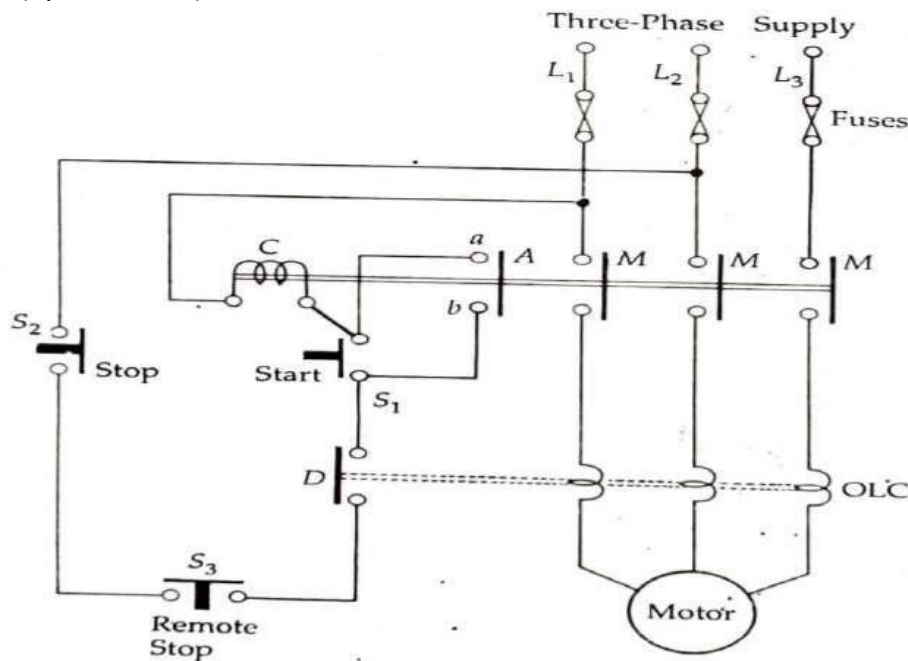 Three-Phase Supply
L₁ L₂ L₃
Fuses
C a A M M M
b
S₂
Stop
Start
S₁
D
OLC
S₃
Remote
Stop
Motor